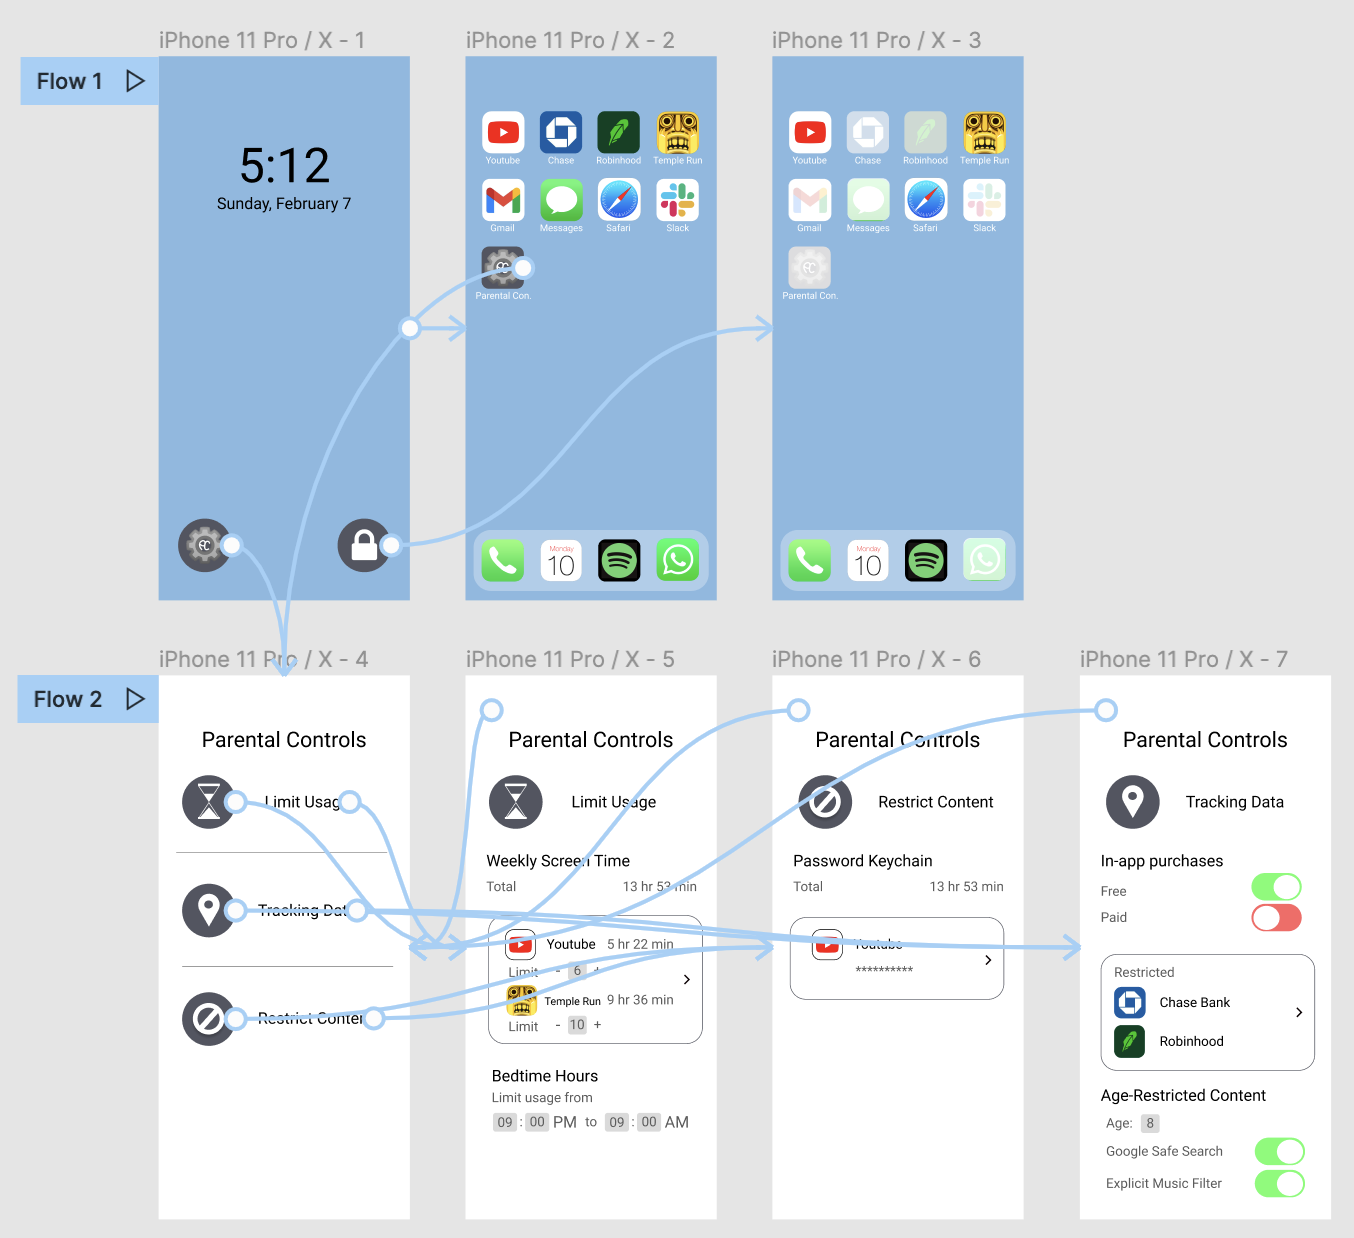 iPhone 11 Pro / X - 1
iPhone 11 Pro / X - 2
iPhone 11 Pro / X - 3
Flow 1
5:12
Sunday, February 7
Youtube
Chase
Robinhood
Temple Run
Gmail
Messages
Safari
Slack
Parental Con.
Monday
10
Youtube
Chase
Robinhood
Temple Run
Gmail
Messages
Safari
Slack
Parental Con.
Monday
10
iPhone 11 Pro / X - 4
iPhone 11 Pro / X - 5
iPhone 11 Pro / X - 6
iPhone 11 Pro / X - 7
Flow 2
Parental Controls
Limit Usag
Tracking Dat
Restrict Conten
Parental Controls
Limit Usage
Weekly Screen Time
Total 13 hr 53 min
Youtube 5 hr 22 min
Limit - 6 +
Temple Run 9 hr 36 min
Limit - 10 +
Bedtime Hours
Limit usage from
09 : 00 PM to 09 : 00 AM
Parental Controls
Restrict Content
Password Keychain
Total 13 hr 53 min
Youtube
**********
Parental Controls
Tracking Data
In-app purchases
Free
Paid
Restricted
Chase Bank
Robinhood
Age-Restricted Content
Age: 8
Google Safe Search
Explicit Music Filter